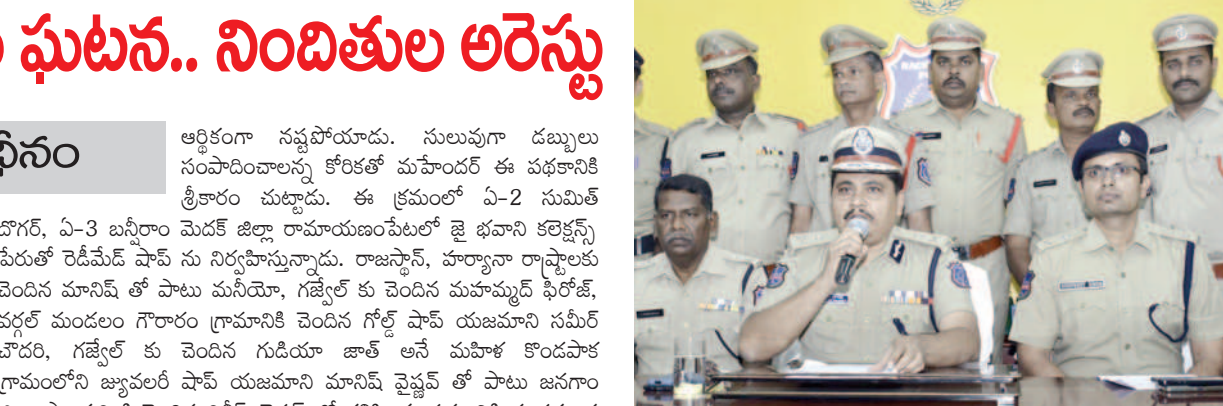 ఘటన.. నిందితుల అరెస్టు
ధీనం
ఆర్థికంగా నష్టపోయాడు. సులువుగా డబ్బులు
సంపాదించాలన్న కోరికతో మహేందర్ ఈ పథకానికి
శ్రీకారం చుట్టాడు. ఈ క్రమంలో ఏ-2 సుమిత్
దొగర్, ఏ-3 బన్షీరాం మెదక్ జిల్లా రామాయణంపేటలో జై భవాని కలెక్షన్స్
పేరుతో రెడీమేడ్ షాప్ ను నిర్వహిస్తున్నాడు. రాజస్థాన్, హర్యానా రాష్ట్రాలకు
చెందిన మానిష్ తో పాటు మనీయో, గజ్వేల్ కు చెందిన మహమ్మద్ ఫిరోజ్,
వర్గల్ మండలం గౌరారం గ్రామానికి చెందిన గోల్డ్ షాప్ యజమాని సమీర్
చౌదరి, గజ్వేల్ కు చెందిన గుడియా జాత్ అనే మహిళ కొండపాక
గ్రామంలోని జ్యువలరీ షాప్ యజమాని మానిష్ వైష్ణవ్ తో పాటు జనగాం